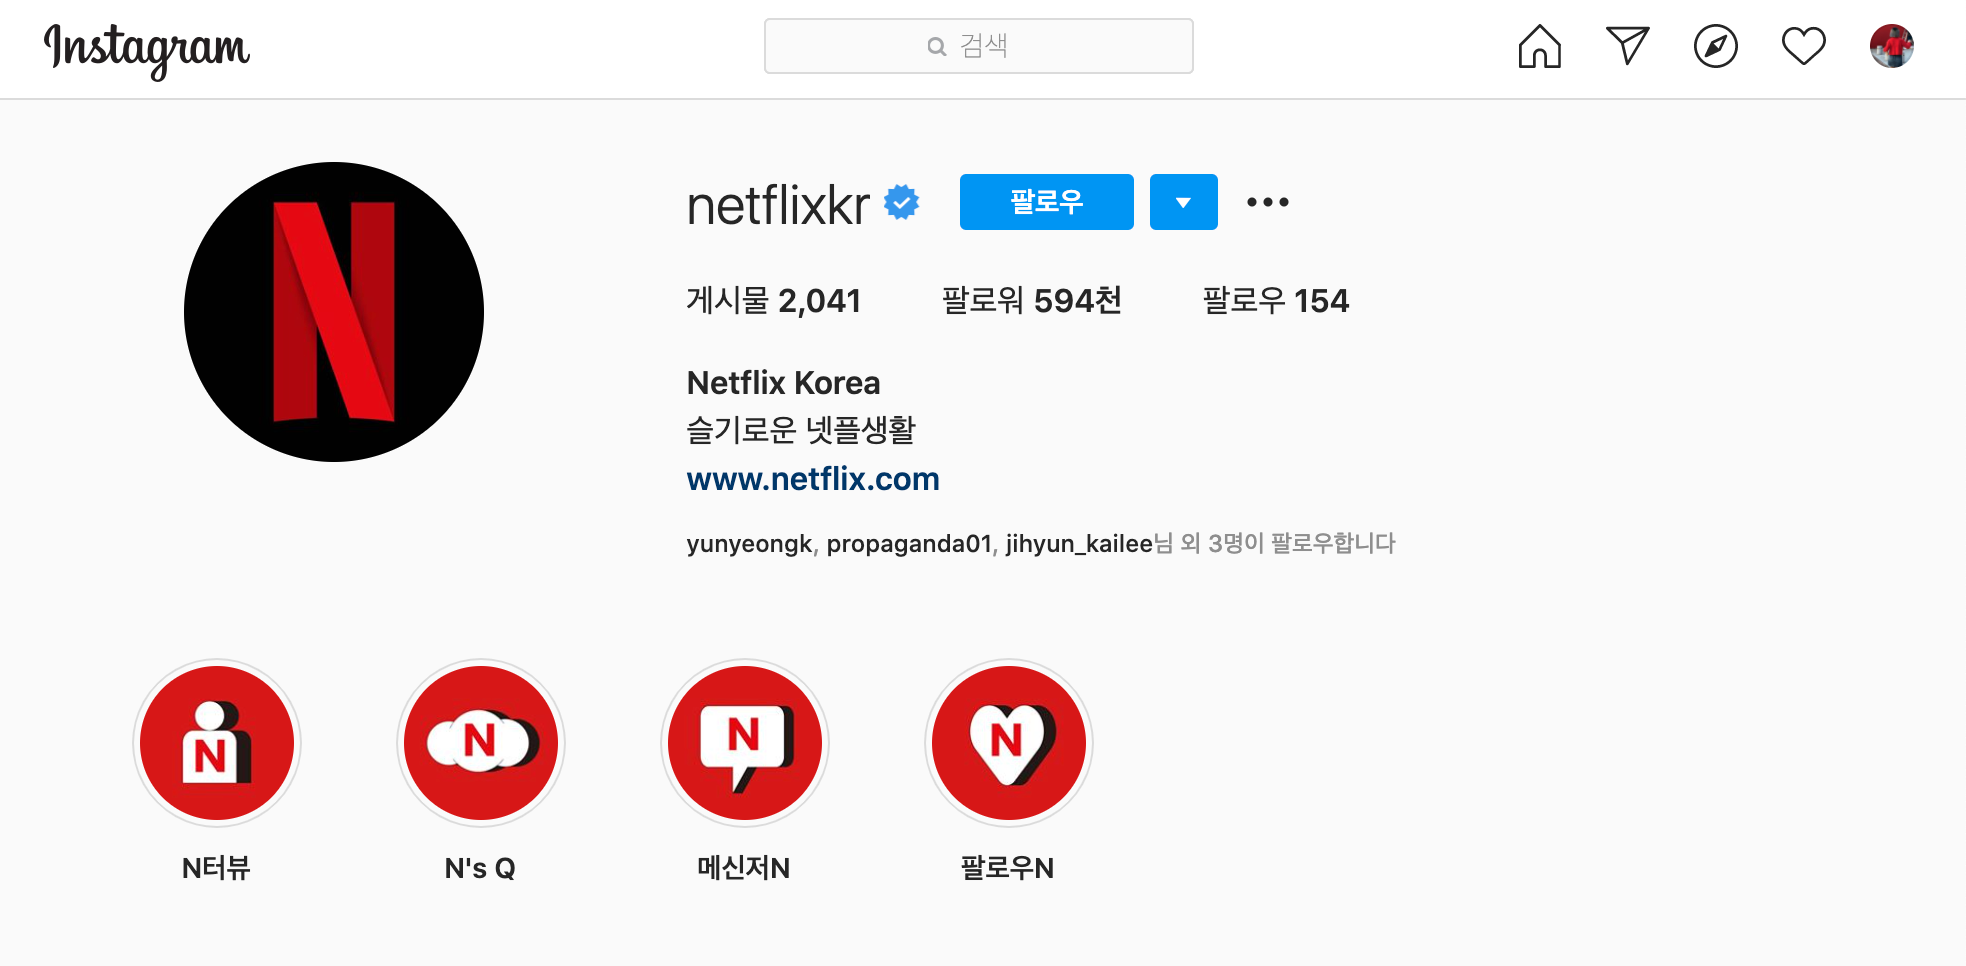 Instagram
검색
netflixkr
팔로우
게시물 2,041 팔로워 594천 팔로우 154
Netflix Korea
슬기로운 넷플생활
www.netflix.com
yunyeongk, propaganda01, jihyun_kailee님 외 3명이 팔로우합니다
N
N N N N
N터뷰 N's Q 메신저N 팔로우N